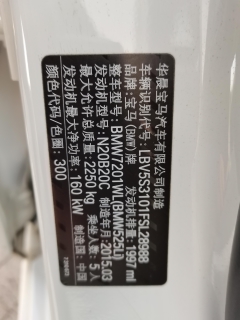 华晨宝马汽车有限公司制造
车辆识别代号: LBV5S3101FS128988
品牌: 宝马(BMW)牌
整车型号: BMW7201WL(BMW525Li)
发动机型号: N20B20C 发动机排量: 1997 ml
发动机最大净功率: 160 kW 制造年月: 2015.03
最大允许总质量: 2250 kg 乘坐人数: 5人
颜色代码/色卡: 300 制造国: 中国